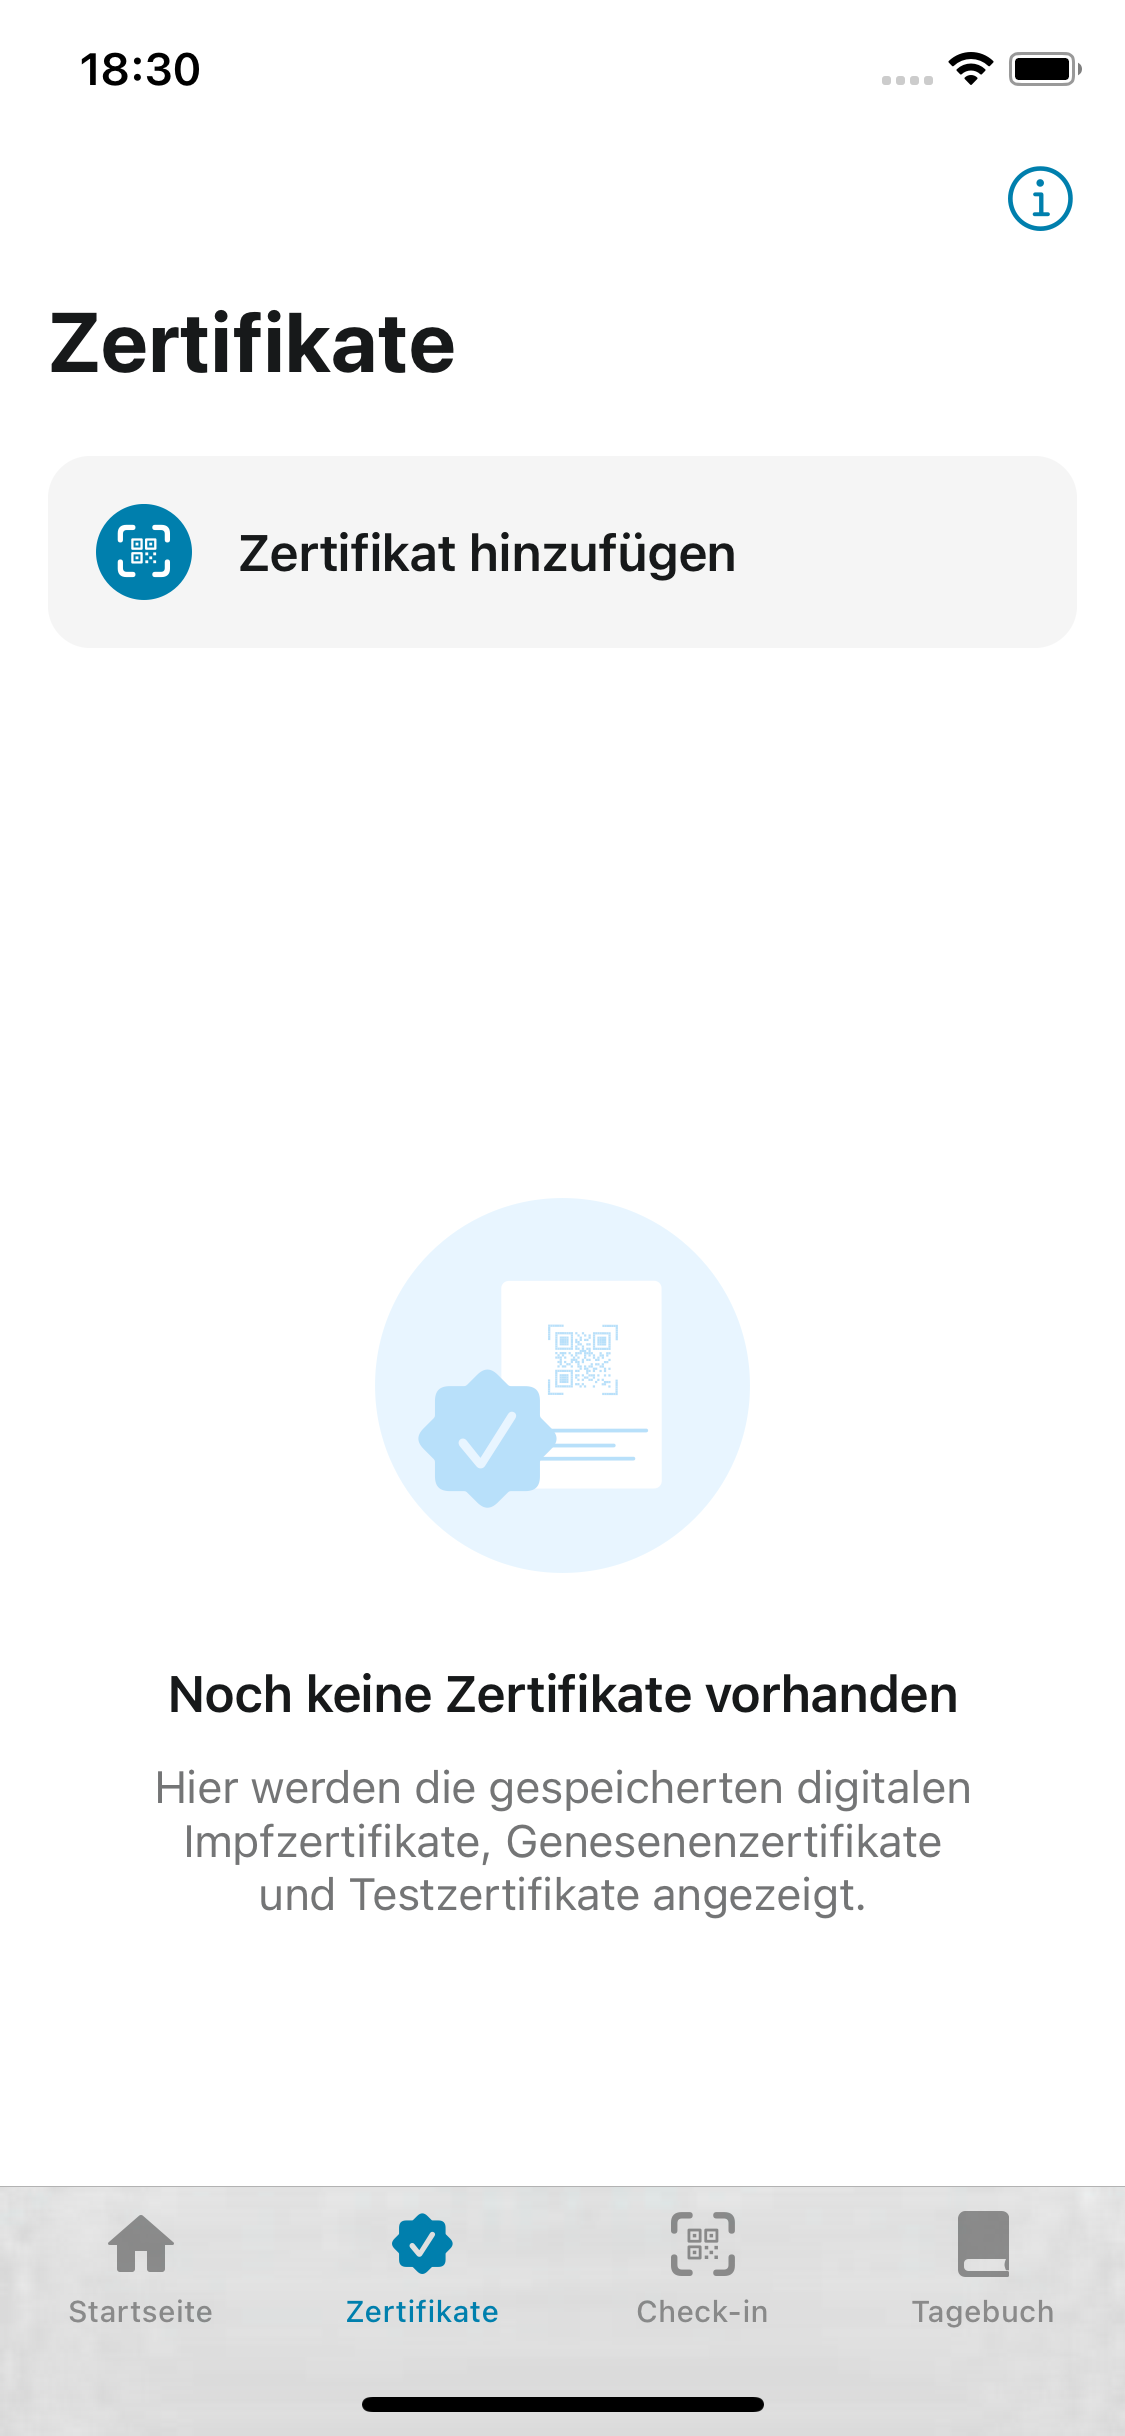 18:30
Zertifikate
Zertifikat hinzufügen
Noch keine Zertifikate vorhanden
Hier werden die gespeicherten digitalen
Impfzertifikate, Genesenenzertifikate
und Testzertifikate angezeigt.
Startseite
Zertifikate
Check-in
Tagebuch